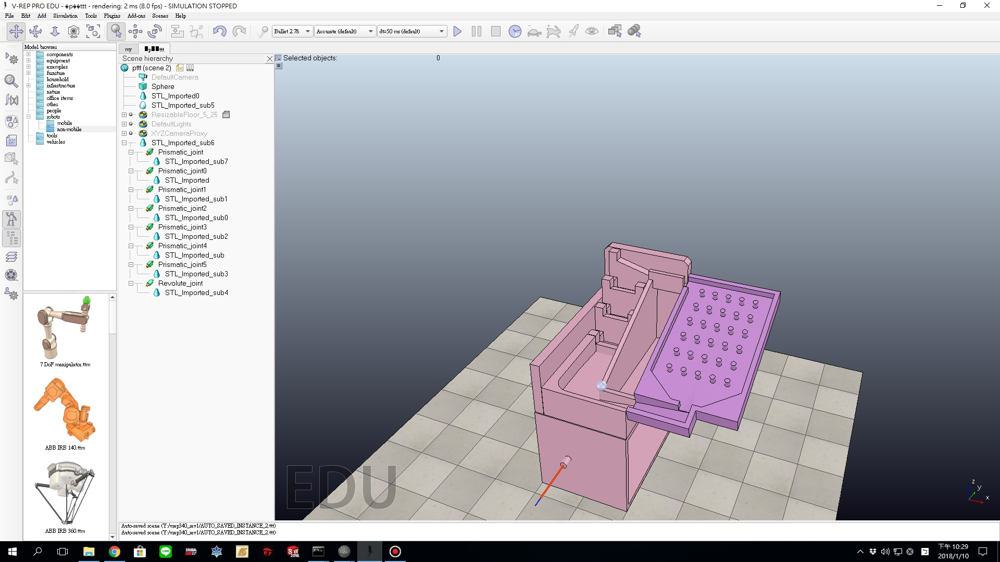 V-REP PRO EDU - �p��ttt - rendering: 2 ms (8.0 fps) - SIMULATION STOPPED
File Edit Add Simulation Tools Plugins Add-ons Scenes Help
Bullet 2.78 Accurate (default) dt=50 ms (default)
Model browser
components
equipment
examples
furniture
household
infrastructure
nature
office items
other
people
robots
mobile
non-mobile
tools
vehicles
7 DoF manipulator.ttm
ABB IRB 140.ttm
ABB IRB 360.ttm
my █p██ttt
Scene hierarchy
pttt (scene 2)
DefaultCamera
Sphere
STL_Imported0
STL_Imported_sub5
ResizableFloor_5_25
DefaultLights
XYZCameraProxy
STL_Imported_sub6
Prismatic_joint
STL_Imported_sub7
Prismatic_joint0
STL_Imported
Prismatic_joint1
STL_Imported_sub1
Prismatic_joint2
STL_Imported_sub0
Prismatic_joint3
STL_Imported_sub2
Prismatic_joint4
STL_Imported_sub
Prismatic_joint5
STL_Imported_sub3
Revolute_joint
STL_Imported_sub4
Selected objects: 0
EDU
z
y
x
Auto-saved scene (Y:/vrep340_rev1/AUTO_SAVED_INSTANCE_2.ttt)
Auto-saved scene (Y:/vrep340_rev1/AUTO_SAVED_INSTANCE_2.ttt)
LINE
NBA 2K17
SW 2016
下午 10:29
2018/1/10